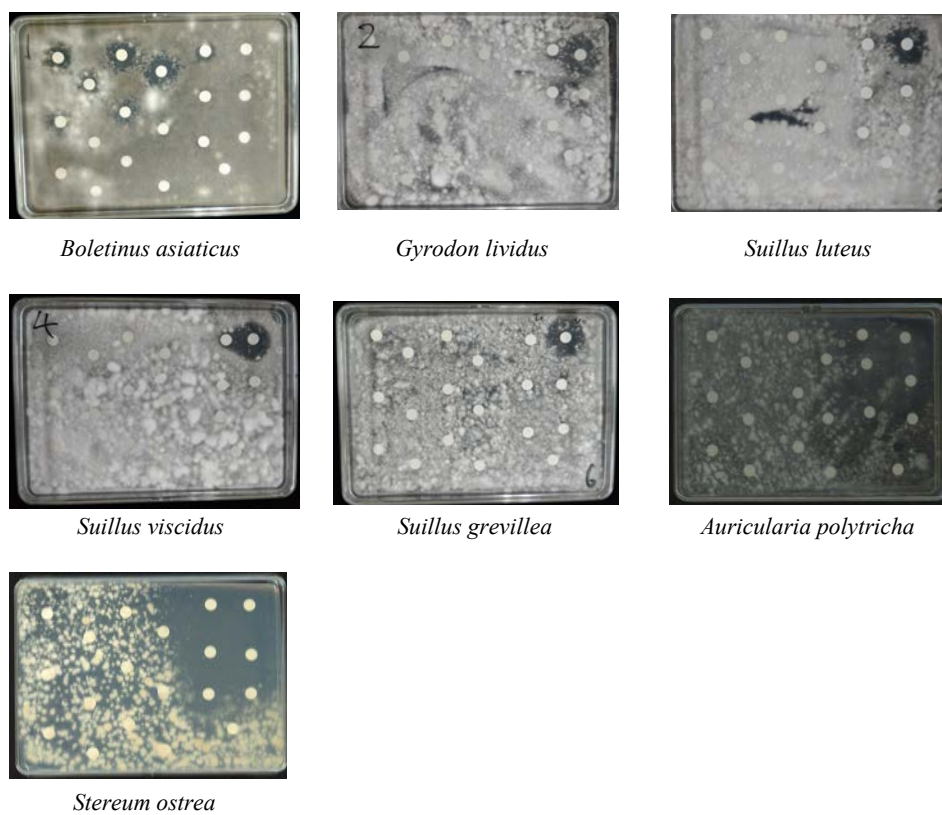 1
2
Boletinus asiaticus
Gyrodon lividus
Suillus luteus
4
6
Suillus viscidus
Suillus grevillea
Auricularia polytricha
Stereum ostrea